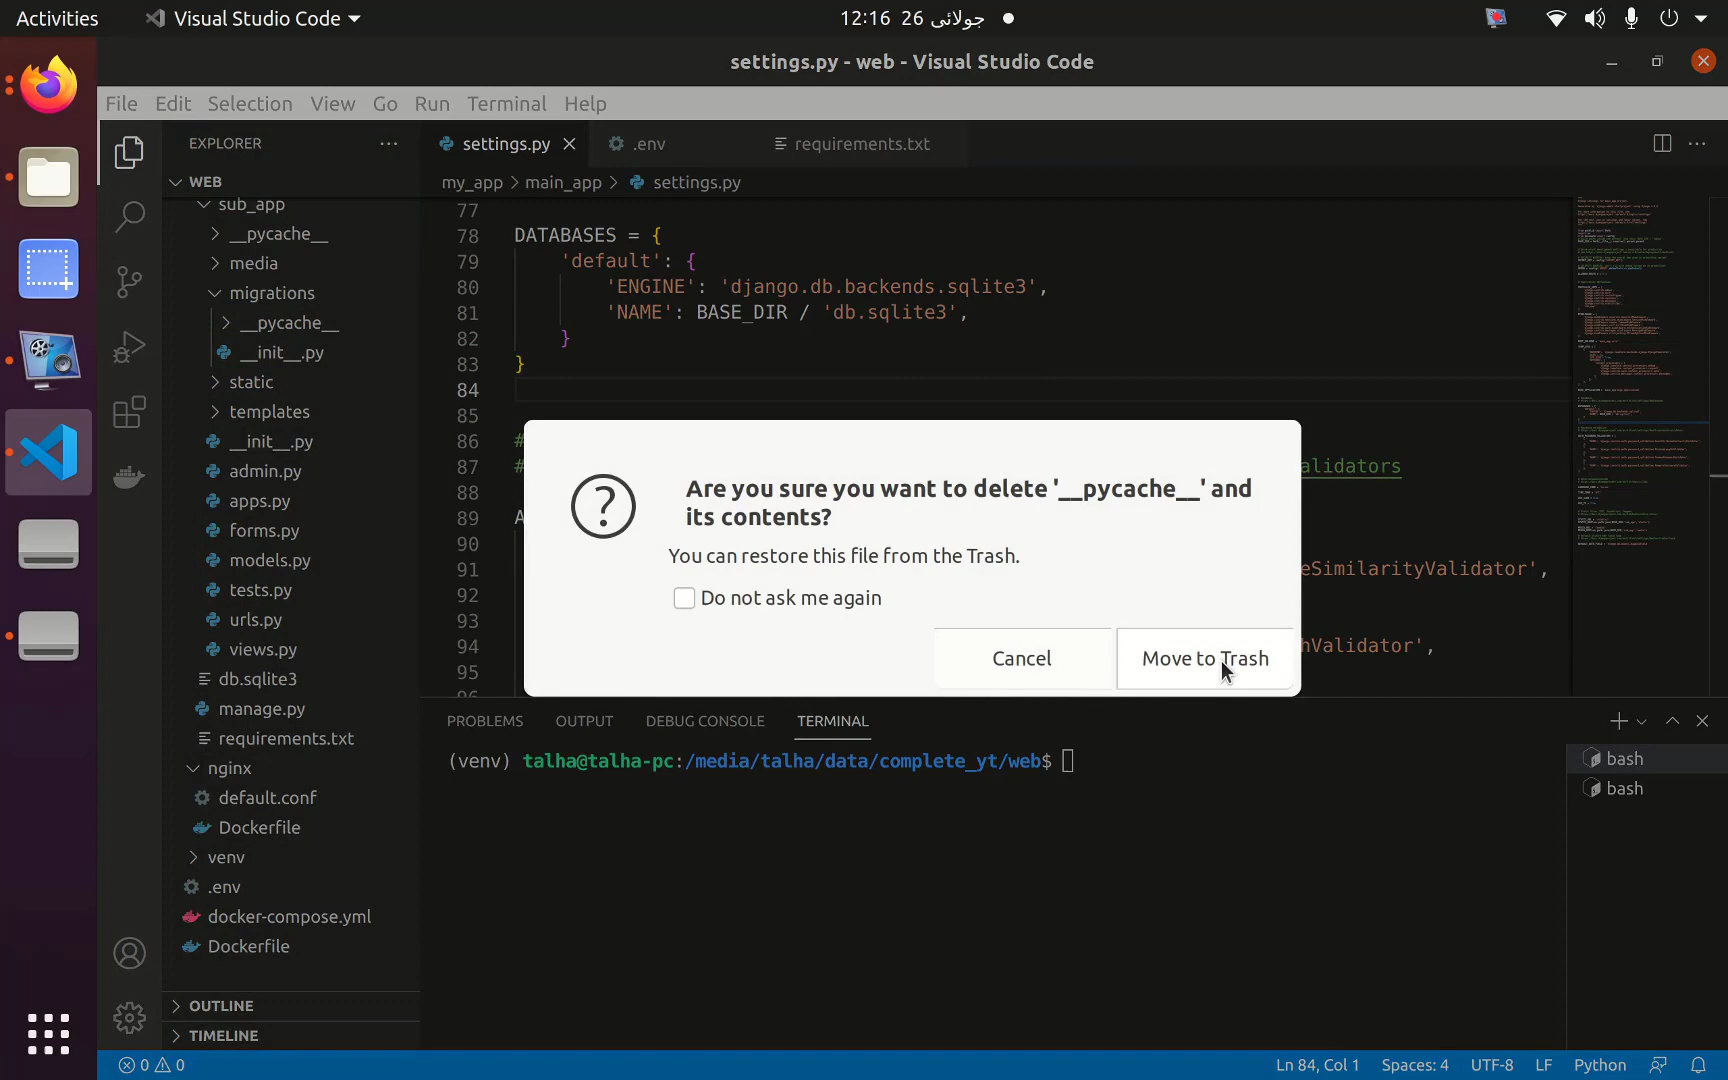 Activities
Visual Studio Code
12:16 26 جولائی
settings.py - web - Visual Studio Code
File Edit Selection View Go Run Terminal Help
EXPLORER
WEB
sub_app
__pycache__
media
migrations
__pycache__
__init__.py
static
templates
__init__.py
admin.py
apps.py
forms.py
models.py
tests.py
urls.py
views.py
db.sqlite3
manage.py
requirements.txt
nginx
default.conf
Dockerfile
venv
.env
docker-compose.yml
Dockerfile
OUTLINE
TIMELINE
settings.py .env requirements.txt
my_app > main_app > settings.py
77
78 DATABASES = {
79 'default': {
80 'ENGINE': 'django.db.backends.sqlite3',
81 'NAME': BASE_DIR / 'db.sqlite3',
82 }
83 }
84
85
86 #
87 # alidators
88
89 A
90
91 eSimilarityValidator',
92
93
94 hValidator',
95
Are you sure you want to delete '__pycache__' and
its contents?
You can restore this file from the Trash.
Do not ask me again
Cancel
Move to Trash
PROBLEMS OUTPUT DEBUG CONSOLE TERMINAL
(venv) talha@talha-pc:/media/talha/data/complete_yt/web$
bash
bash
0 0
Ln 84, Col 1 Spaces: 4 UTF-8 LF Python